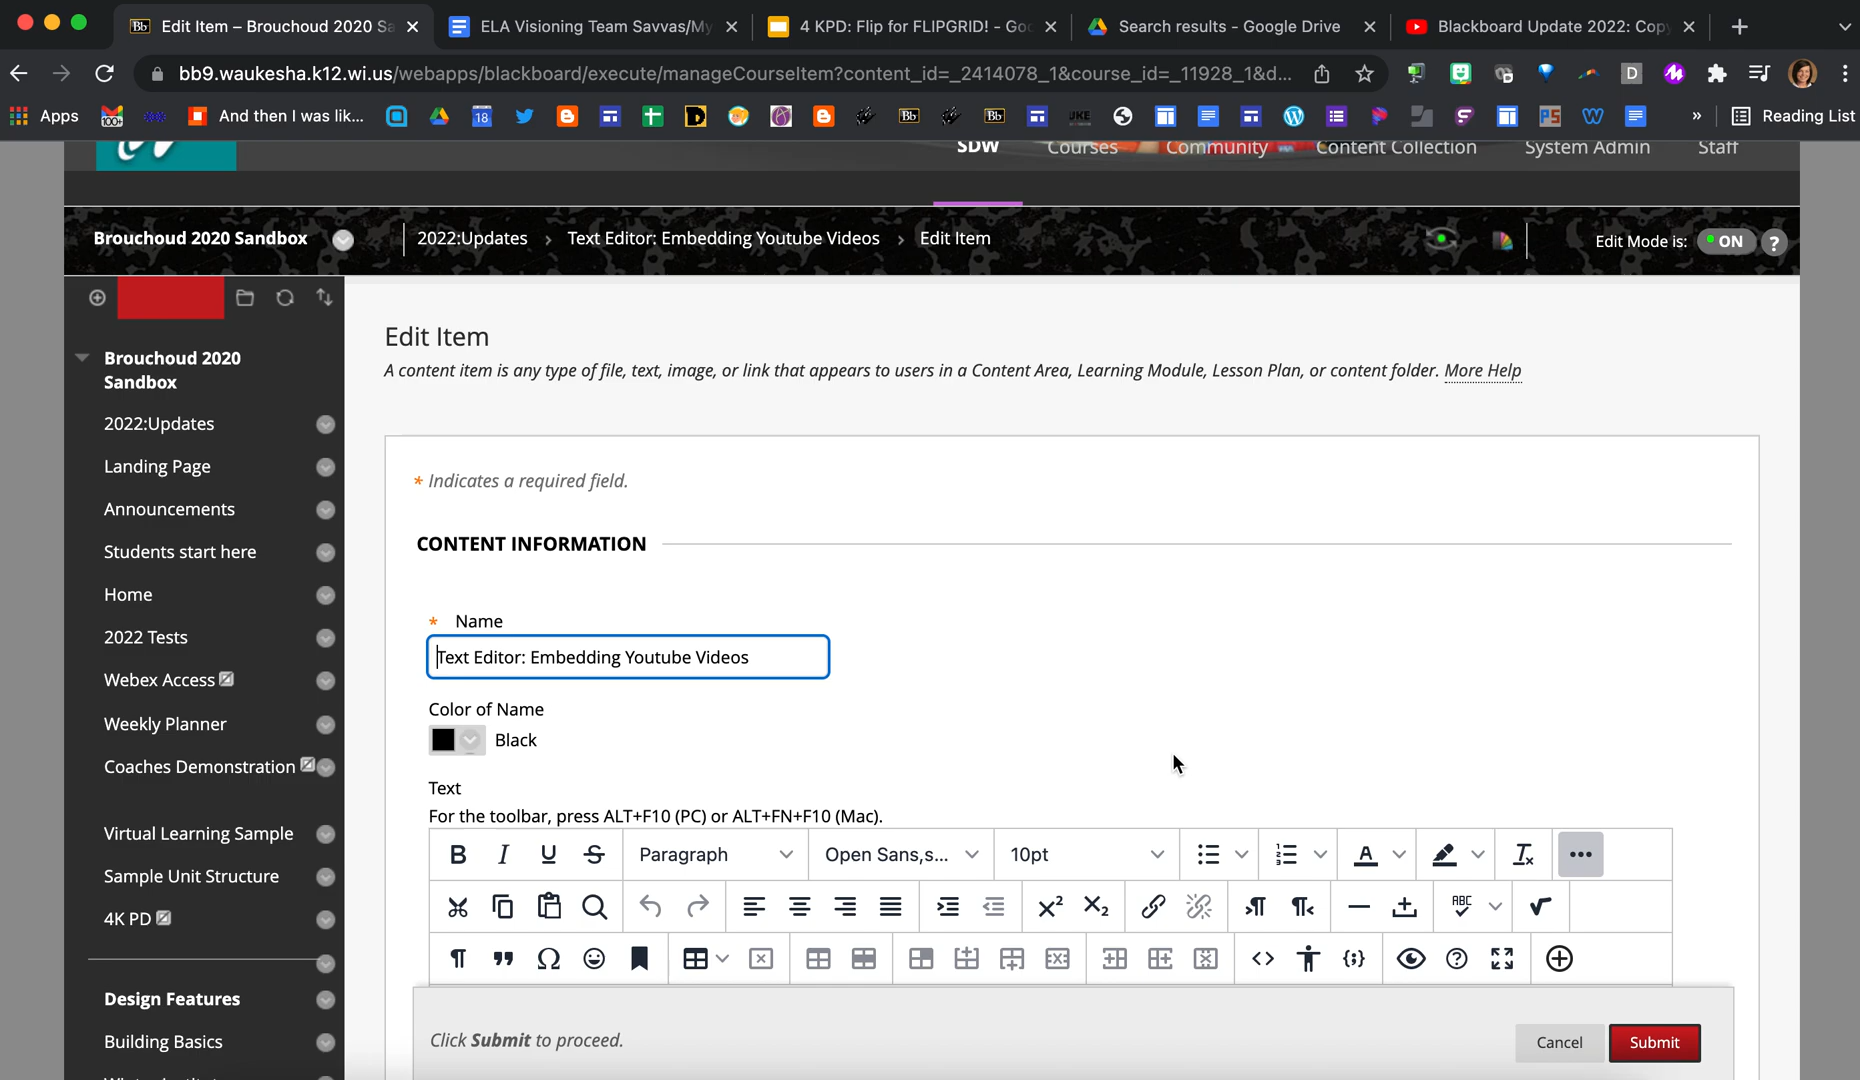 Edit Item – Brouchoud 2020 Sa
ELA Visioning Team Savvas/My
4 KPD: Flip for FLIPGRID! - Goo
Search results - Google Drive
Blackboard Update 2022: Copy
bb9.waukesha.k12.wi.us/webapps/blackboard/execute/manageCourseItem?content_id=_2414078_1&course_id=_11928_1&d...
Apps
And then I was lik...
Reading List
SDW
Courses
Community
Content Collection
System Admin
Staff
Brouchoud 2020 Sandbox
2022:Updates
Text Editor: Embedding Youtube Videos
Edit Item
Edit Mode is:
ON
Brouchoud 2020
Sandbox
2022:Updates
Landing Page
Announcements
Students start here
Home
2022 Tests
Webex Access
Weekly Planner
Coaches Demonstration
Virtual Learning Sample
Sample Unit Structure
4K PD
Design Features
Building Basics
Edit Item
A content item is any type of file, text, image, or link that appears to users in a Content Area, Learning Module, Lesson Plan, or content folder. More Help
* Indicates a required field.
CONTENT INFORMATION
* Name
Text Editor: Embedding Youtube Videos
Color of Name
Black
Text
For the toolbar, press ALT+F10 (PC) or ALT+FN+F10 (Mac).
Paragraph
Open Sans,s...
10pt
Click Submit to proceed.
Cancel
Submit